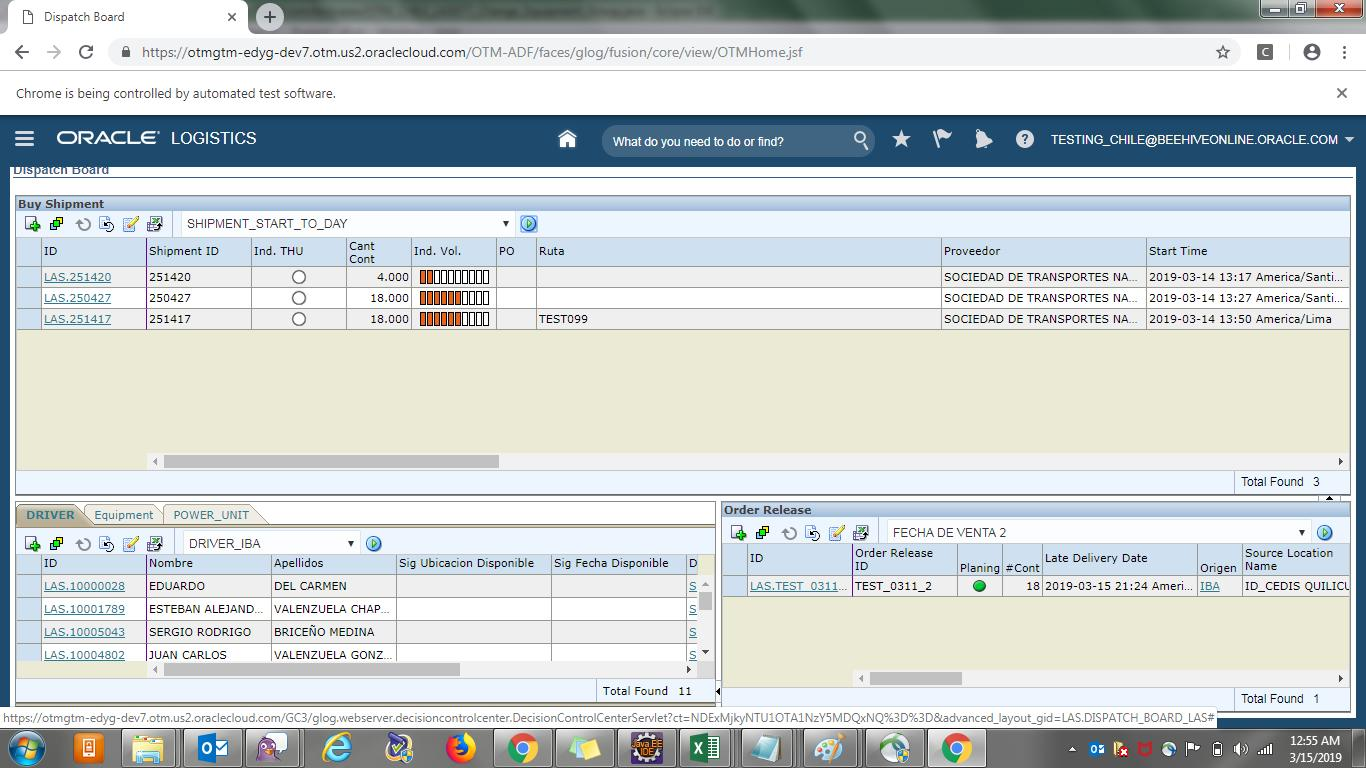 Dispatch Board
https://otmgtm-edyg-dev7.otm.us2.oraclecloud.com/OTM-ADF/faces/glog/fusion/core/view/OTMHome.jsf
C
Chrome is being controlled by automated test software.
ORACLE LOGISTICS
What do you need to do or find?
TESTING_CHILE@BEEHIVEONLINE.ORACLE.COM
Dispatch Board
Buy Shipment
SHIPMENT_START_TO_DAY
ID Shipment ID Ind. THU Cant Cont Ind. Vol. PO Ruta Proveedor Start Time
LAS.251420 251420 4.000 SOCIEDAD DE TRANSPORTES NA... 2019-03-14 13:17 America/Santi...
LAS.250427 250427 18.000 SOCIEDAD DE TRANSPORTES NA... 2019-03-14 13:27 America/Santi...
LAS.251417 251417 18.000 TEST099 SOCIEDAD DE TRANSPORTES NA... 2019-03-14 13:50 America/Lima
Total Found 3
DRIVER Equipment POWER_UNIT
DRIVER_IBA
ID Nombre Apellidos Sig Ubicacion Disponible Sig Fecha Disponible D
LAS.10000028 EDUARDO DEL CARMEN S
LAS.10001789 ESTEBAN ALEJAND... VALENZUELA CHAP... S
LAS.10005043 SERGIO RODRIGO BRICEÑO MEDINA S
LAS.10004802 JUAN CARLOS VALENZUELA GONZ... S
Total Found 11
Order Release
FECHA DE VENTA 2
ID Order Release ID Planing #Cont Late Delivery Date Origen Source Location Name
LAS.TEST_0311... TEST_0311_2 18 2019-03-15 21:24 Ameri... IBA ID_CEDIS QUILICU
Total Found 1
https://otmgtm-edyg-dev7.otm.us2.oraclecloud.com/GC3/glog.webserver.decisioncontrolcenter.DecisionControlCenterServlet?ct=NDExMjkyNTU1OTA1NzY5MDQxNQ%3D%3D&advanced_layout_gid=LAS.DISPATCH_BOARD_LAS#
Java EE
IDE
12:55 AM
3/15/2019